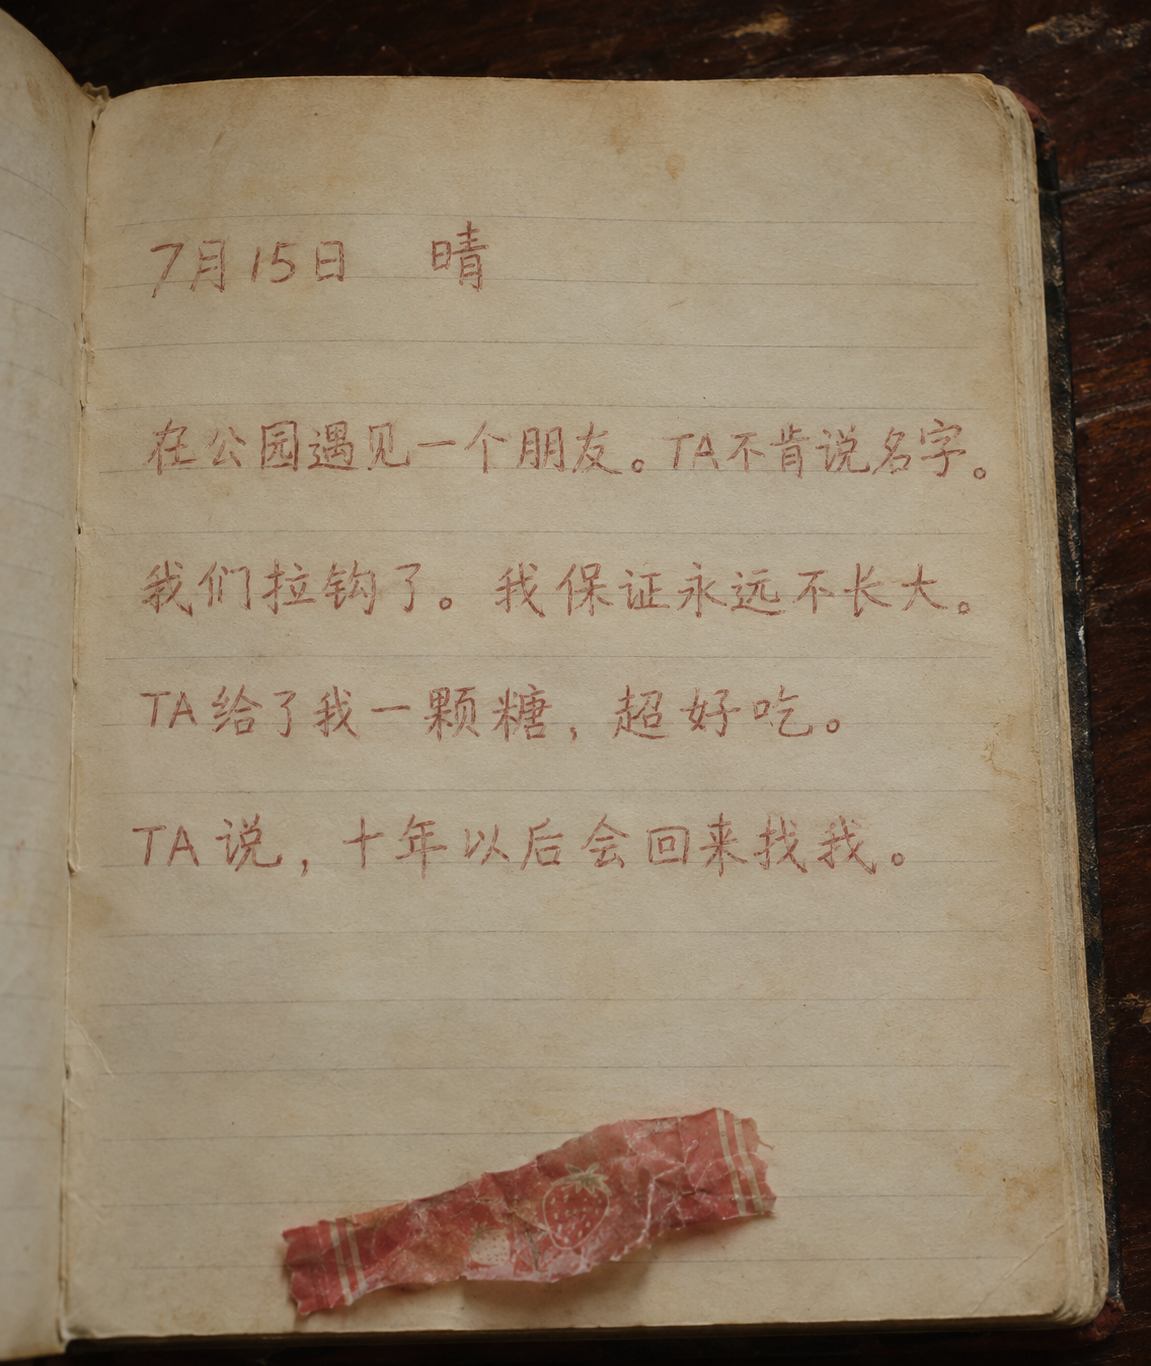 7月15日 晴
在公园遇见一个朋友。TA不肯说名字。
我们拉钩了。我保证永远不长大。
TA给了我一颗糖，超好吃。
TA说，十年以后会回来找我。